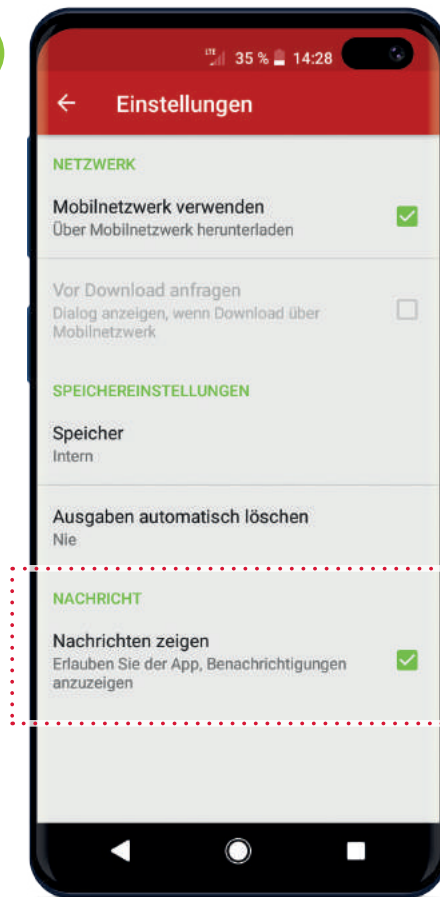 LTE 35 % 14:28
Einstellungen
NETZWERK
Mobilnetzwerk verwenden
Über Mobilnetzwerk herunterladen
Vor Download anfragen
Dialog anzeigen, wenn Download über
Mobilnetzwerk
SPEICHEREINSTELLUNGEN
Speicher
Intern
Ausgaben automatisch löschen
Nie
NACHRICHT
Nachrichten zeigen
Erlauben Sie der App, Benachrichtigungen
anzuzeigen